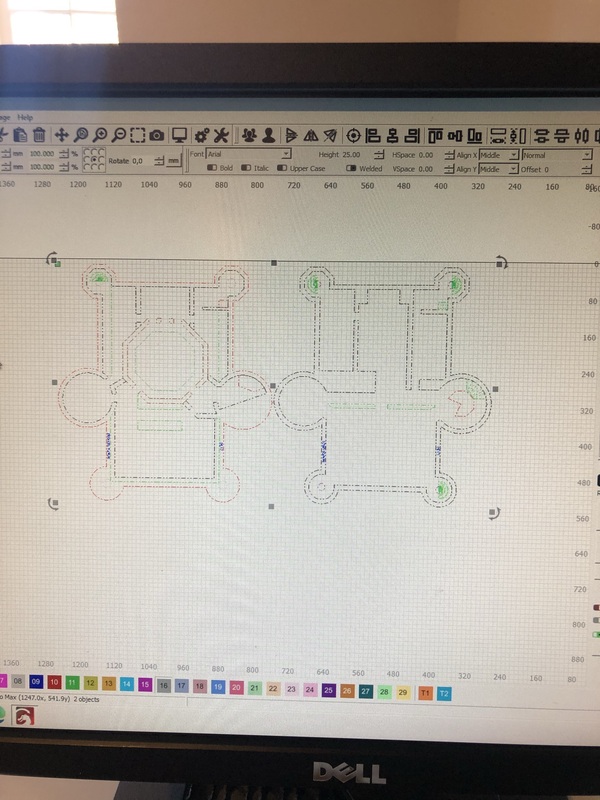 Help
mm 100.000 %
mm 100.000 %
Rotate 0,0 mm
Font Arial
Height 25.00
HSpace 0.00
Align X Middle
Normal
Bold
Italic
Upper Case
Welded
VSpace 0.00
Align Y Middle
Offset 0
1360 1280 1200 1120 1040 960 880 800 720 640 560 480 400 320 240 160
-80
0
80
160
240
320
400
480
560
640
720
800
880
1360 1280 1200 1120 1040 960 880 800 720 640 560 480 400 320 240 160 80
08 09 10 11 12 13 14 15 16 17 18 19 20 21 22 23 24 25 26 27 28 29 T1 T2
Max (1247.0x, 541.9y) 2 objects
DELL